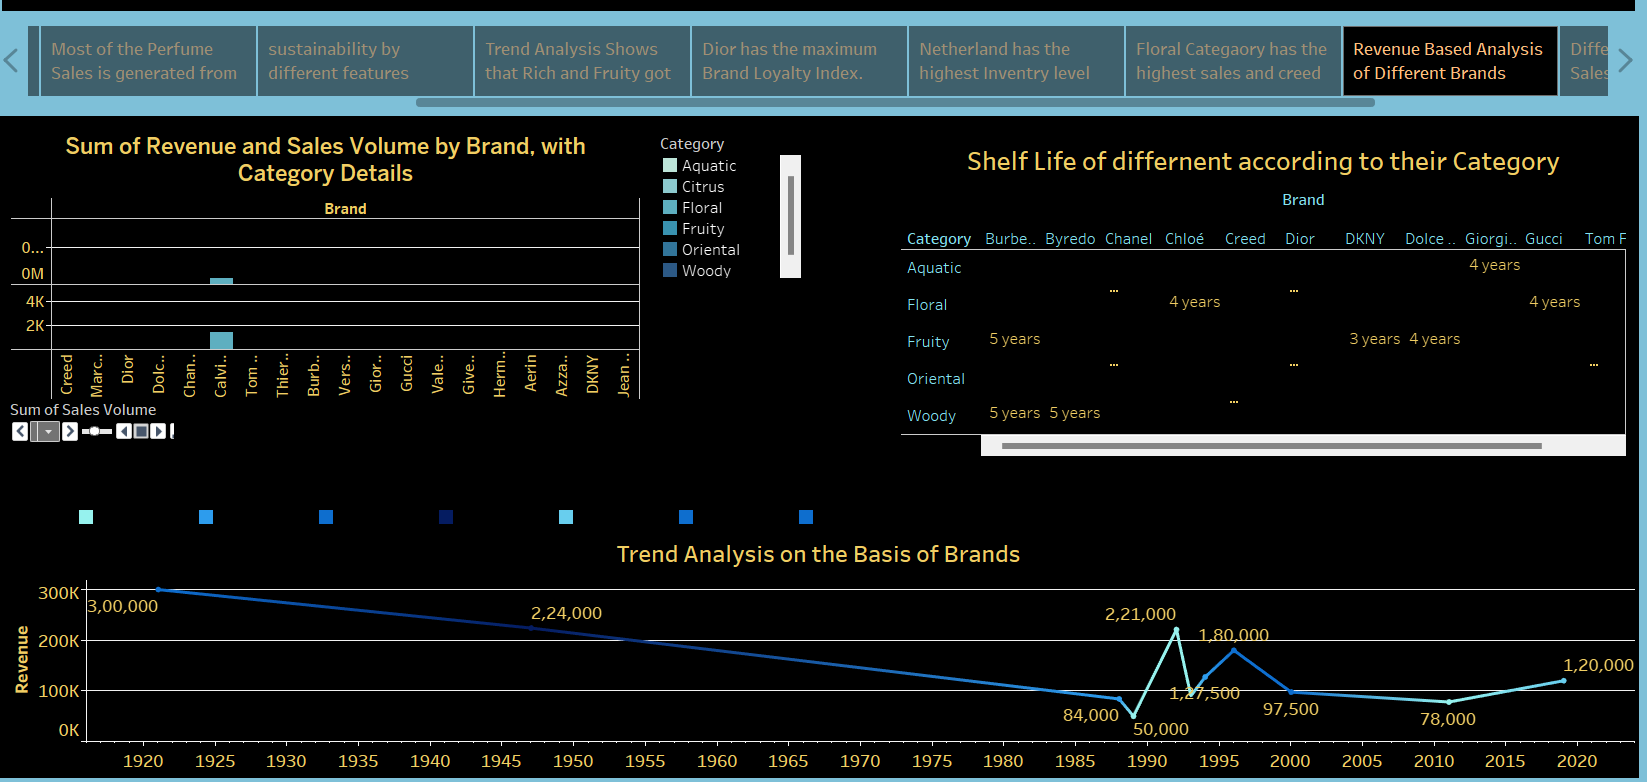 Most of the Perfume
Sales is generated from
sustainability by
different features
Trend Analysis Shows
that Rich and Fruity got
Dior has the maximum
Brand Loyalty Index.
Netherland has the
highest Inventry level
Floral Categaory has the
highest sales and creed
Revenue Based Analysis
of Different Brands
Diffe
Sales
Sum of Revenue and Sales Volume by Brand, with
Category Details
Brand
0...
0M
4K
2K
Creed Marc.. Dior Dolc.. Chan.. Calvi.. Tom .. Thier.. Burb.. Vers.. Gior.. Gucci Vale.. Give.. Herm.. Aerin Azza.. DKNY Jean ..
Sum of Sales Volume
Category
Aquatic
Citrus
Floral
Fruity
Oriental
Woody
Shelf Life of differnent according to their Category
Brand
Category Burbe.. Byredo Chanel Chloé Creed Dior DKNY Dolce .. Giorgi.. Gucci Tom F
Aquatic 4 years
... ...
Floral 4 years 4 years
Fruity 5 years 3 years 4 years
... ... ...
Oriental
...
Woody 5 years 5 years
Trend Analysis on the Basis of Brands
Revenue
300K
200K
100K
0K
3,00,000
2,24,000
84,000
50,000
2,21,000
1,27,500
1,80,000
97,500
78,000
1,20,000
1920 1925 1930 1935 1940 1945 1950 1955 1960 1965 1970 1975 1980 1985 1990 1995 2000 2005 2010 2015 2020